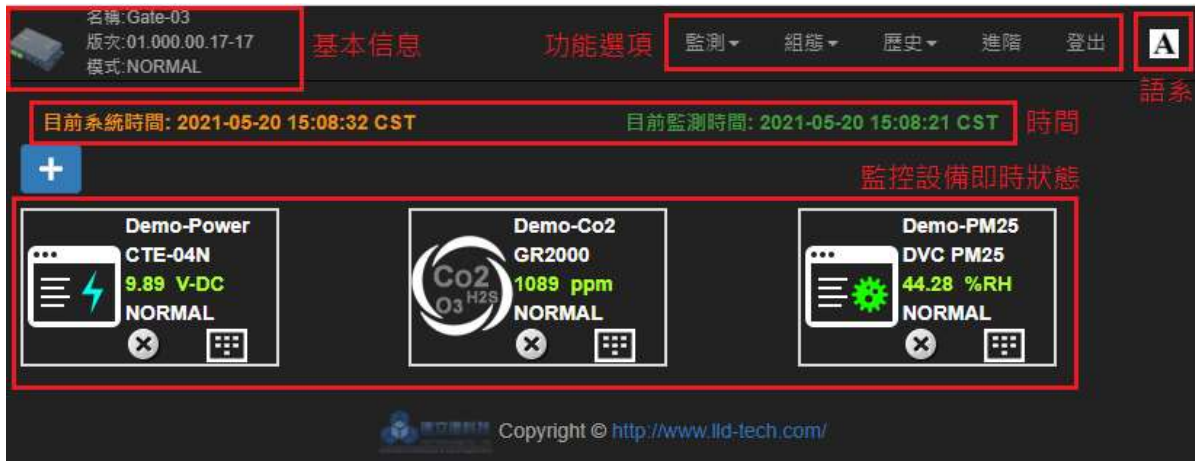 名稱:Gate-03
版次:01.000.00.17-17
模式:NORMAL
基本信息
功能選項
監測
組態
歷史
進階
登出
A
語系
目前系統時間: 2021-05-20 15:08:32 CST
目前監測時間: 2021-05-20 15:08:21 CST
時間
+
監控設備即時狀態
Demo-Power
CTE-04N
9.89 V-DC
NORMAL
Demo-Co2
GR2000
1089 ppm
NORMAL
Co2
O3 H2S
Demo-PM25
DVC PM25
44.28 %RH
NORMAL
Copyright © http://www.lld-tech.com/